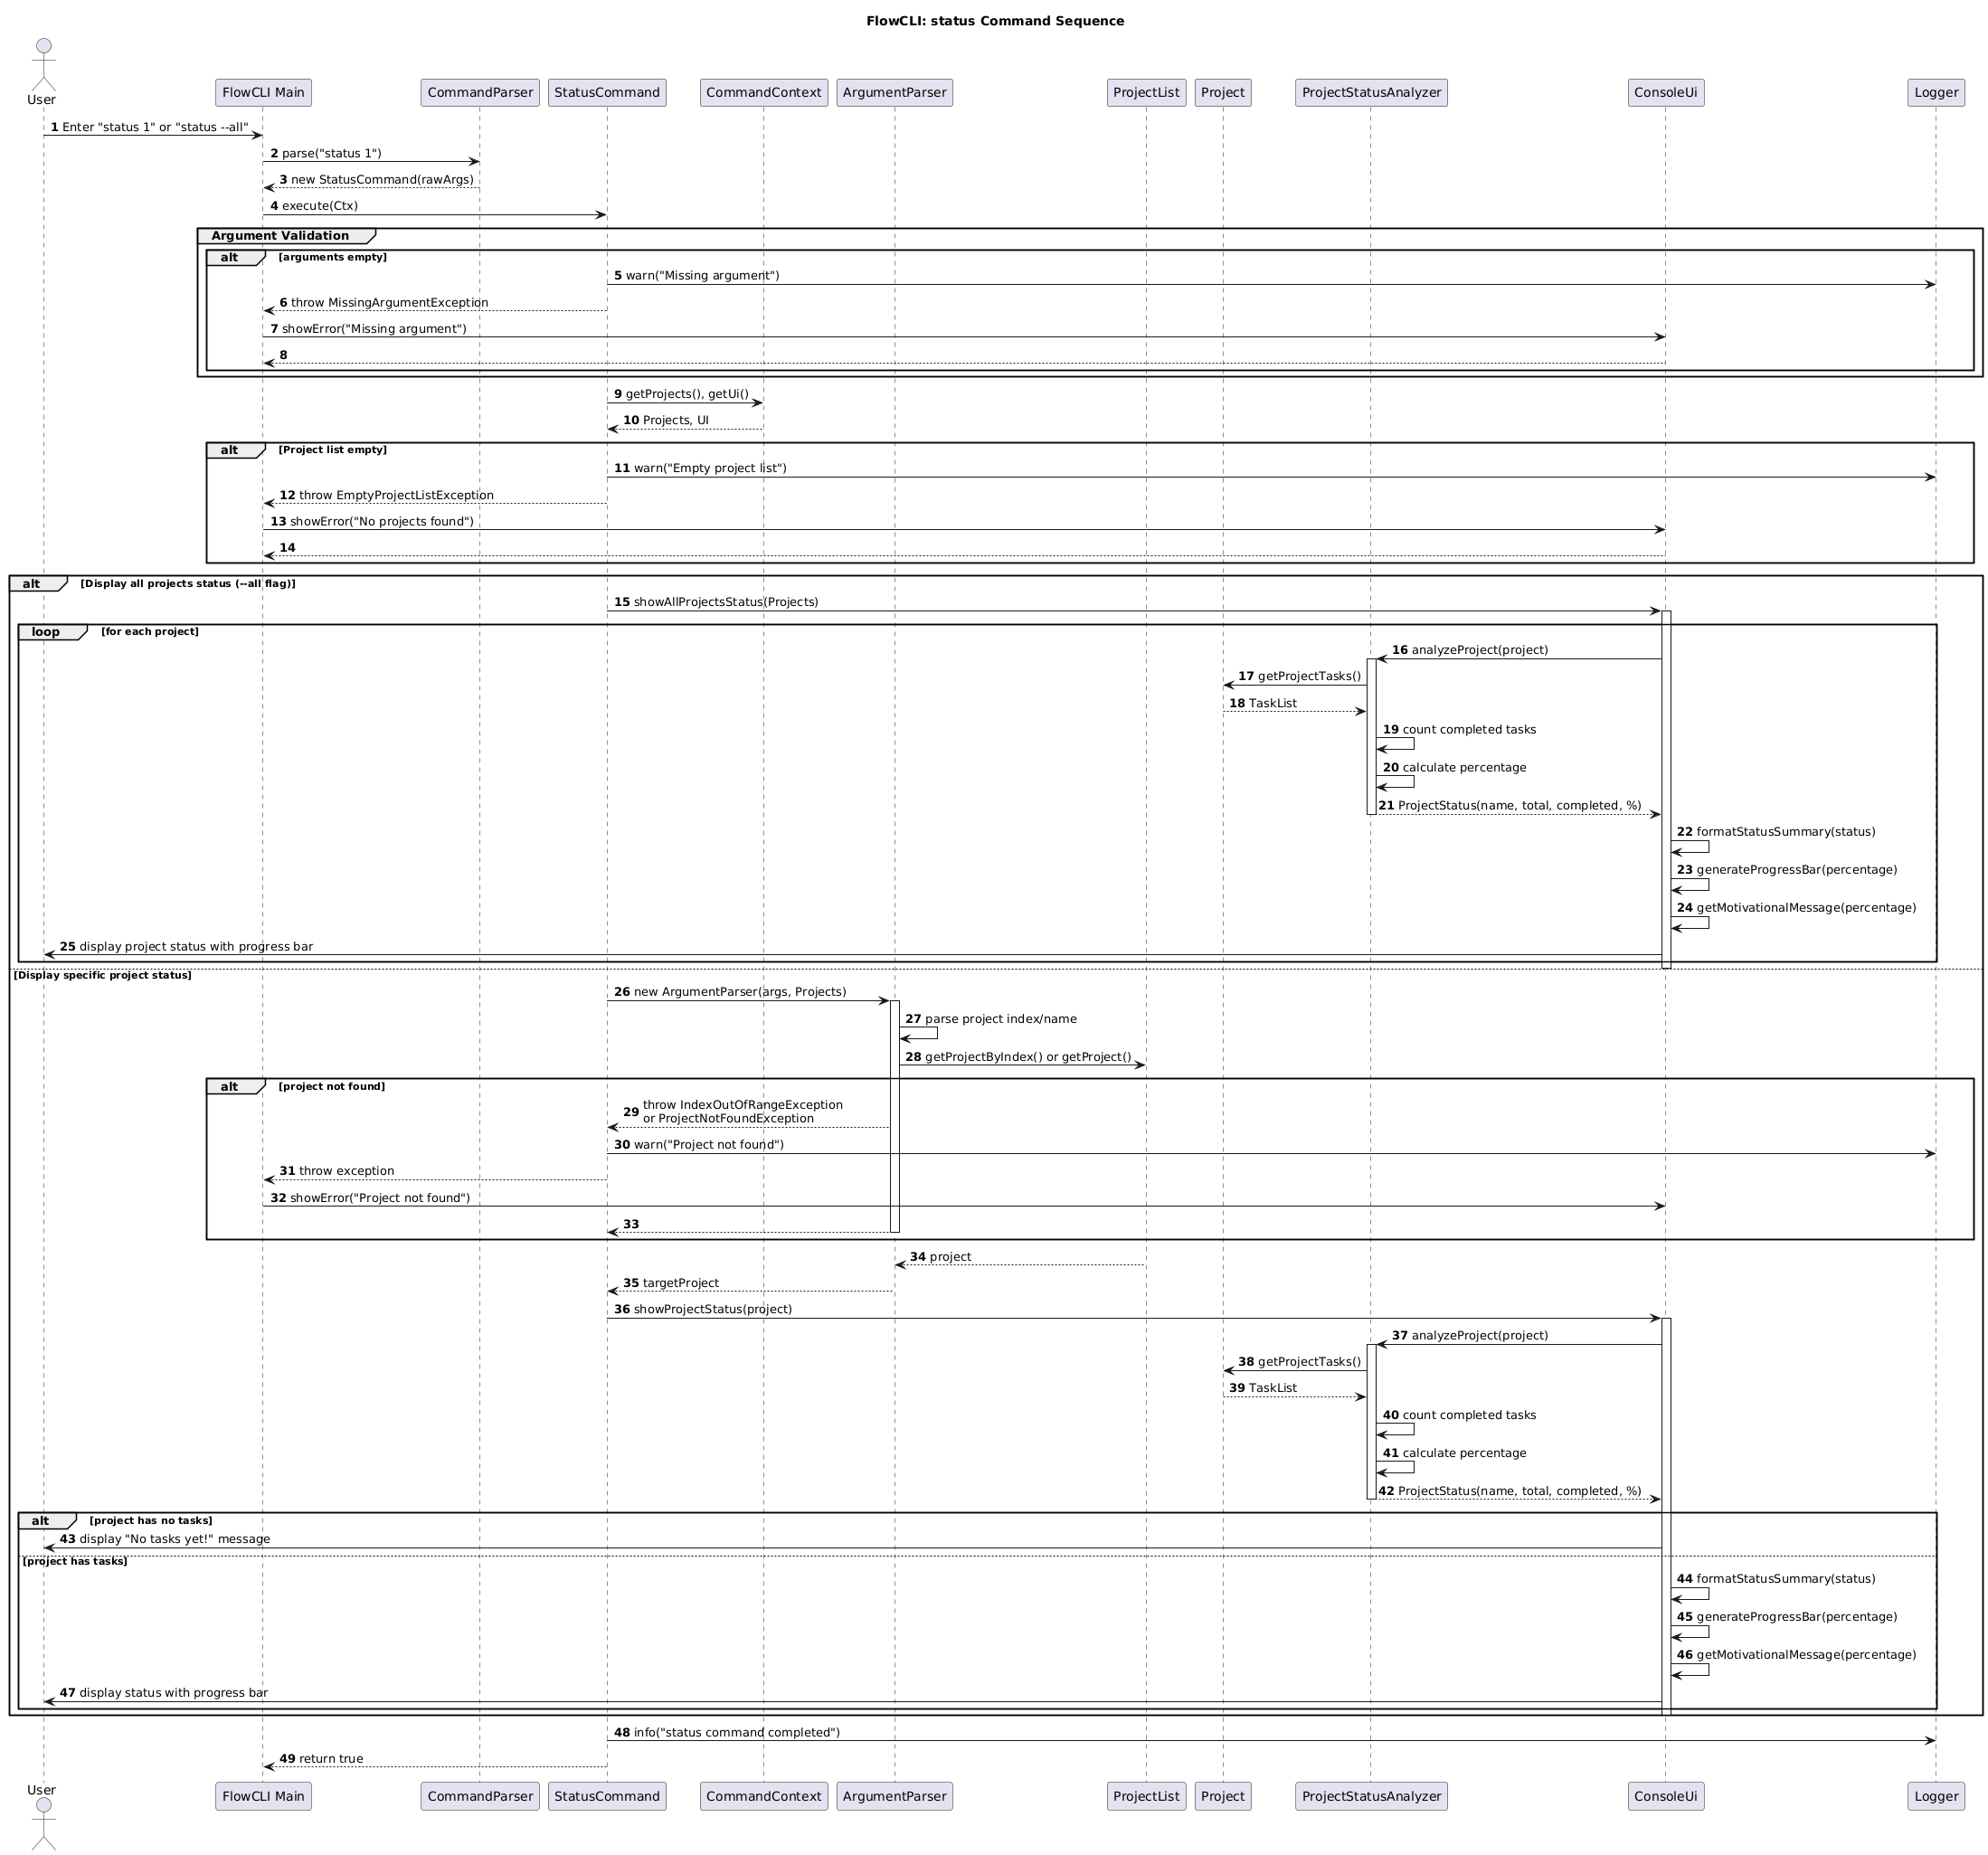 FlowCLI: status Command Sequence
User
FlowCLI Main
CommandParser
StatusCommand
CommandContext
ArgumentParser
ProjectList
Project
ProjectStatusAnalyzer
ConsoleUi
Logger
1 Enter "status 1" or "status --all"
2 parse("status 1")
3 new StatusCommand(rawArgs)
4 execute(Ctx)
Argument Validation
alt [arguments empty]
5 warn("Missing argument")
6 throw MissingArgumentException
7 showError("Missing argument")
8
9 getProjects(), getUi()
10 Projects, UI
alt [Project list empty]
11 warn("Empty project list")
12 throw EmptyProjectListException
13 showError("No projects found")
14
alt [Display all projects status (--all flag)]
15 showAllProjectsStatus(Projects)
loop [for each project]
16 analyzeProject(project)
17 getProjectTasks()
18 TaskList
19 count completed tasks
20 calculate percentage
21 ProjectStatus(name, total, completed, %)
22 formatStatusSummary(status)
23 generateProgressBar(percentage)
24 getMotivationalMessage(percentage)
25 display project status with progress bar
[Display specific project status]
26 new ArgumentParser(args, Projects)
27 parse project index/name
28 getProjectByIndex() or getProject()
alt [project not found]
29 throw IndexOutOfRangeException
or ProjectNotFoundException
30 warn("Project not found")
31 throw exception
32 showError("Project not found")
33
34 project
35 targetProject
36 showProjectStatus(project)
37 analyzeProject(project)
38 getProjectTasks()
39 TaskList
40 count completed tasks
41 calculate percentage
42 ProjectStatus(name, total, completed, %)
alt [project has no tasks]
43 display "No tasks yet!" message
[project has tasks]
44 formatStatusSummary(status)
45 generateProgressBar(percentage)
46 getMotivationalMessage(percentage)
47 display status with progress bar
48 info("status command completed")
49 return true
User
FlowCLI Main
CommandParser
StatusCommand
CommandContext
ArgumentParser
ProjectList
Project
ProjectStatusAnalyzer
ConsoleUi
Logger